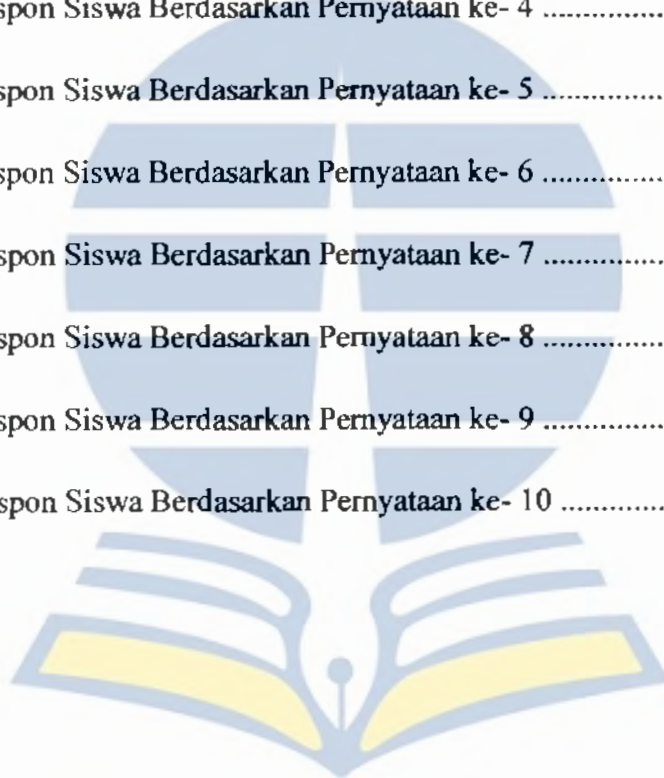 spon Siswa Berdasarkan Pernyataan ke- 4 ................
spon Siswa Berdasarkan Pernyataan ke- 5 ................
spon Siswa Berdasarkan Pernyataan ke- 6 ................
spon Siswa Berdasarkan Pernyataan ke- 7 ................
spon Siswa Berdasarkan Pernyataan ke- 8 ................
spon Siswa Berdasarkan Pernyataan ke- 9 ................
spon Siswa Berdasarkan Pernyataan ke- 10 ..............